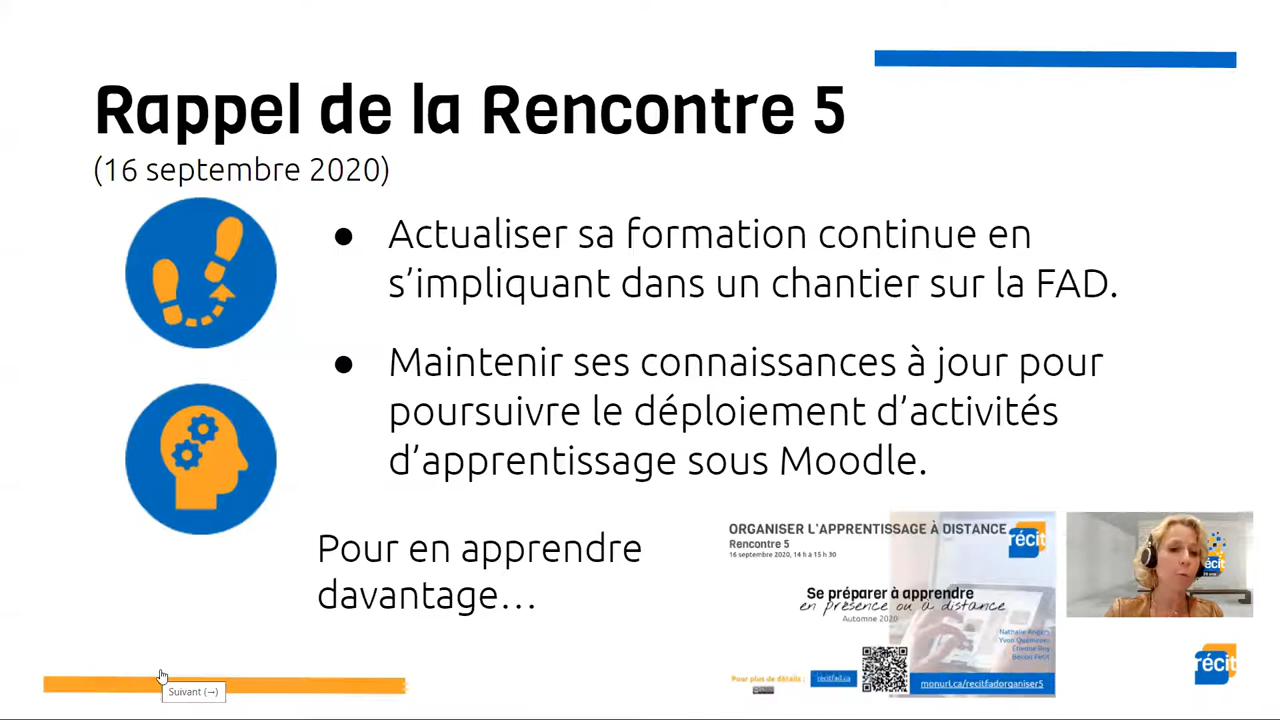 Rappel de la Rencontre 5
(16 septembre 2020)
● Actualiser sa formation continue en
s'impliquant dans un chantier sur la FAD.
● Maintenir ses connaissances à jour pour
poursuivre le déploiement d'activités
d'apprentissage sous Moodle.
Pour en apprendre
davantage…
ORGANISER L'APPRENTISSAGE À DISTANCE
Rencontre 5
16 septembre 2020, 14 h à 15 h 30
récit
Se préparer à apprendre
en présence ou à distance
Automne 2020
Nathalie Angers
Yvon Quémener
Étienne Roy
Benoit Petit
Pour plus de détails :
recitfad.ca
monurl.ca/recitfadorganiser5
récit
récit
Suivant (→)